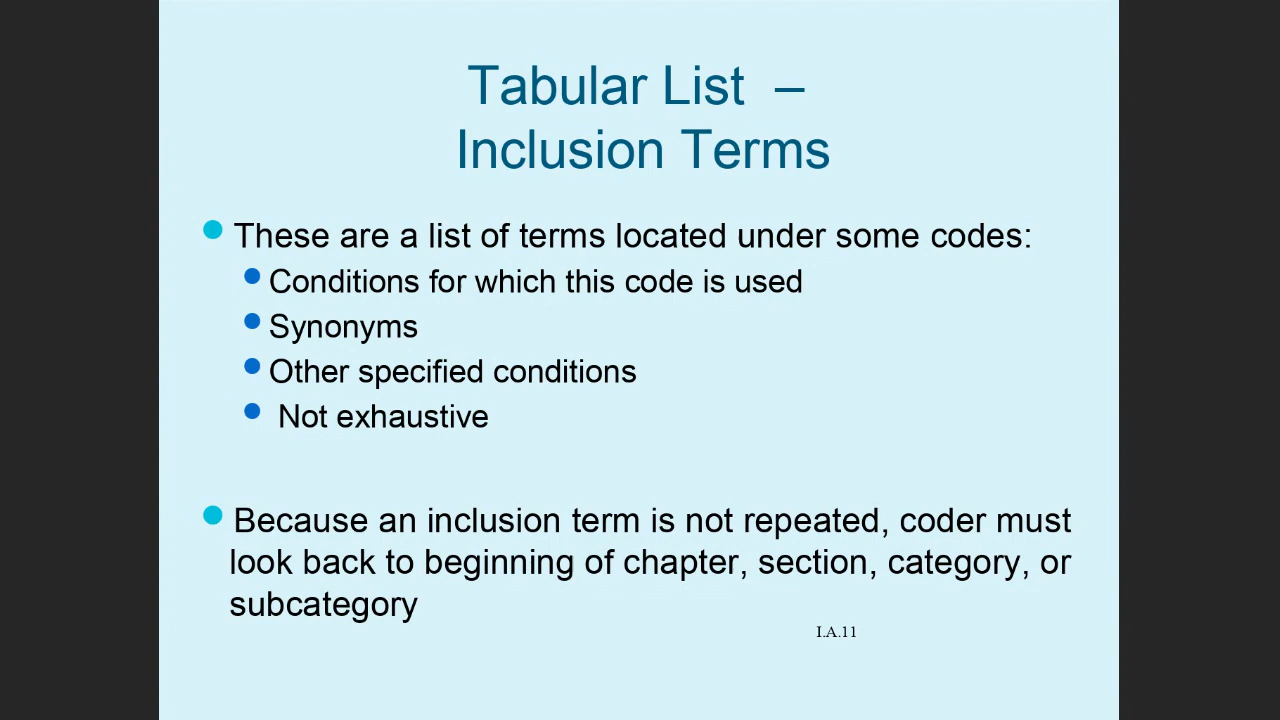 Tabular List –
Inclusion Terms
These are a list of terms located under some codes:
Conditions for which this code is used
Synonyms
Other specified conditions
Not exhaustive
Because an inclusion term is not repeated, coder must
look back to beginning of chapter, section, category, or
subcategory
I.A.11